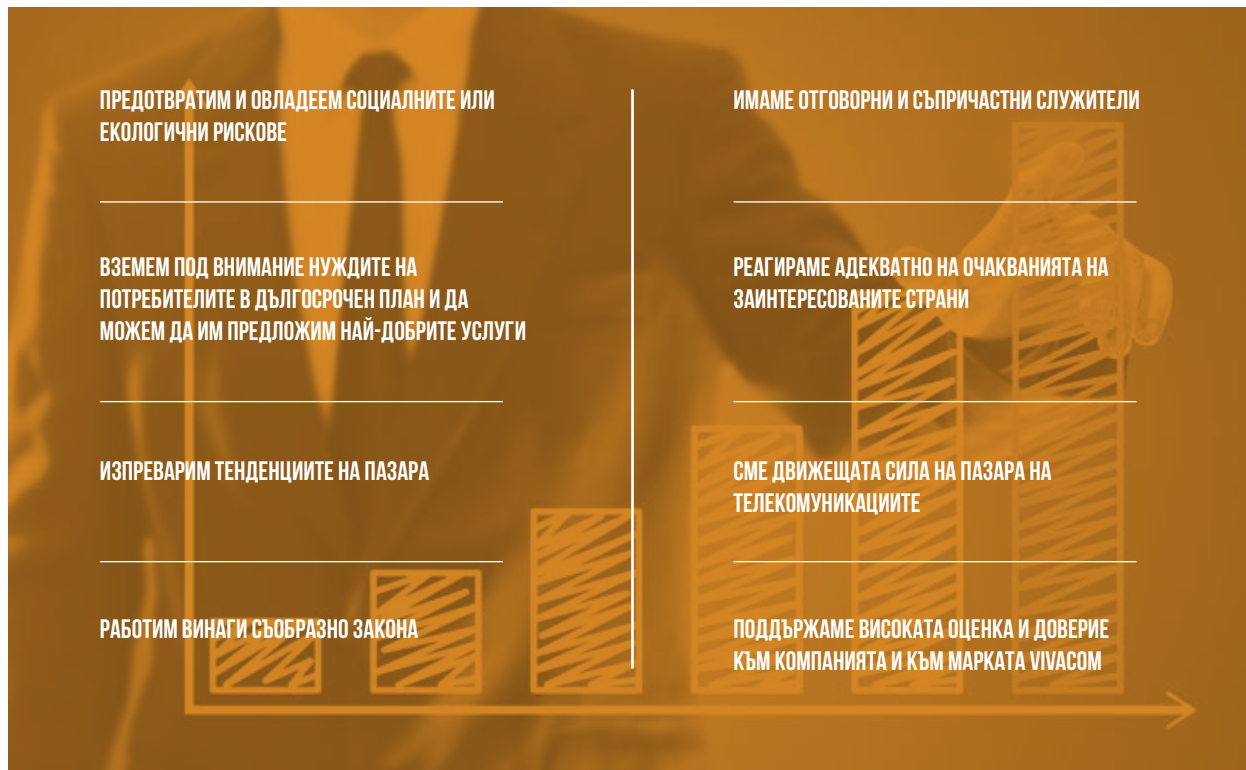 ПРЕДОТВРАТИМ И ОВЛАДЕЕМ СОЦИАЛНИТЕ ИЛИ
ЕКОЛОГИЧНИ РИСКОВЕ
ВЗЕМЕМ ПОД ВНИМАНИЕ НУЖДИТЕ НА
ПОТРЕБИТЕЛИТЕ В ДЪЛГОСРОЧЕН ПЛАН И ДА
МОЖЕМ ДА ИМ ПРЕДЛОЖИМ НАЙ-ДОБРИТЕ УСЛУГИ
ИЗПРЕВАРИМ ТЕНДЕНЦИИТЕ НА ПАЗАРА
РАБОТИМ ВИНАГИ СЪОБРАЗНО ЗАКОНА
ИМАМЕ ОТГОВОРНИ И СЪПРИЧАСТНИ СЛУЖИТЕЛИ
РЕАГИРАМЕ АДЕКВАТНО НА ОЧАКВАНИЯТА НА
ЗАИНТЕРЕСОВАНИТЕ СТРАНИ
СМЕ ДВИЖЕЩАТА СИЛА НА ПАЗАРА НА
ТЕЛЕКОМУНИКАЦИИТЕ
ПОДДЪРЖАМЕ ВИСОКАТА ОЦЕНКА И ДОВЕРИЕ
КЪМ КОМПАНИЯТА И КЪМ МАРКАТА VIVACOM